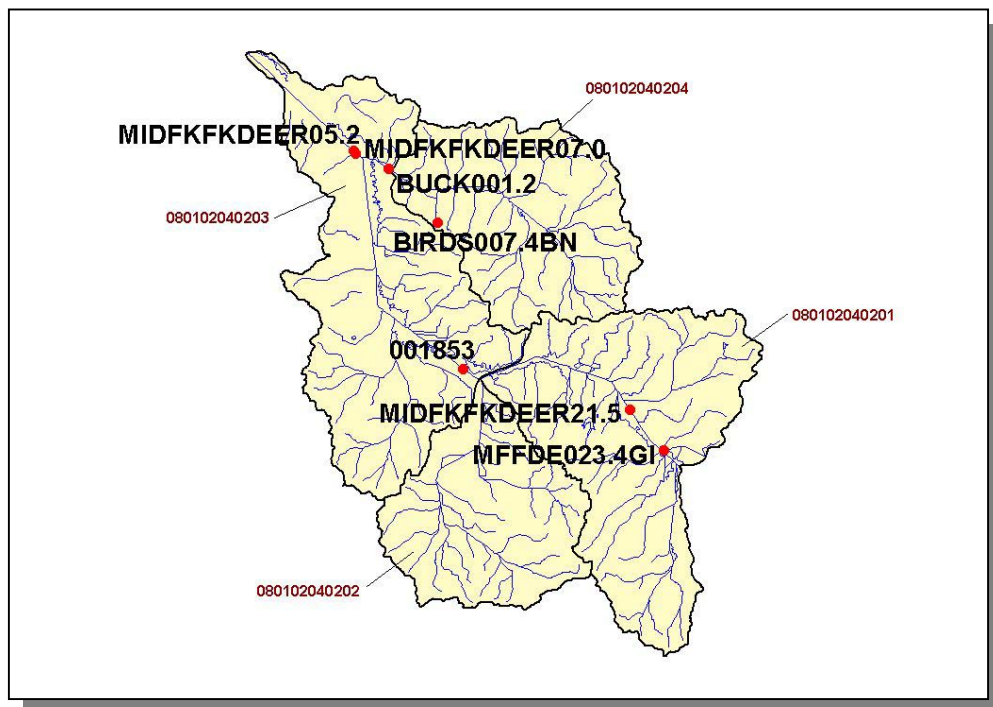 080102040204
MIDFKFKDEER05.2
MIDFKFKDEER07.0
BUCK001.2
080102040203
BIRDS007.4BN
080102040201
001853
MIDFKFKDEER21.5
MFFDE023.4GI
080102040202